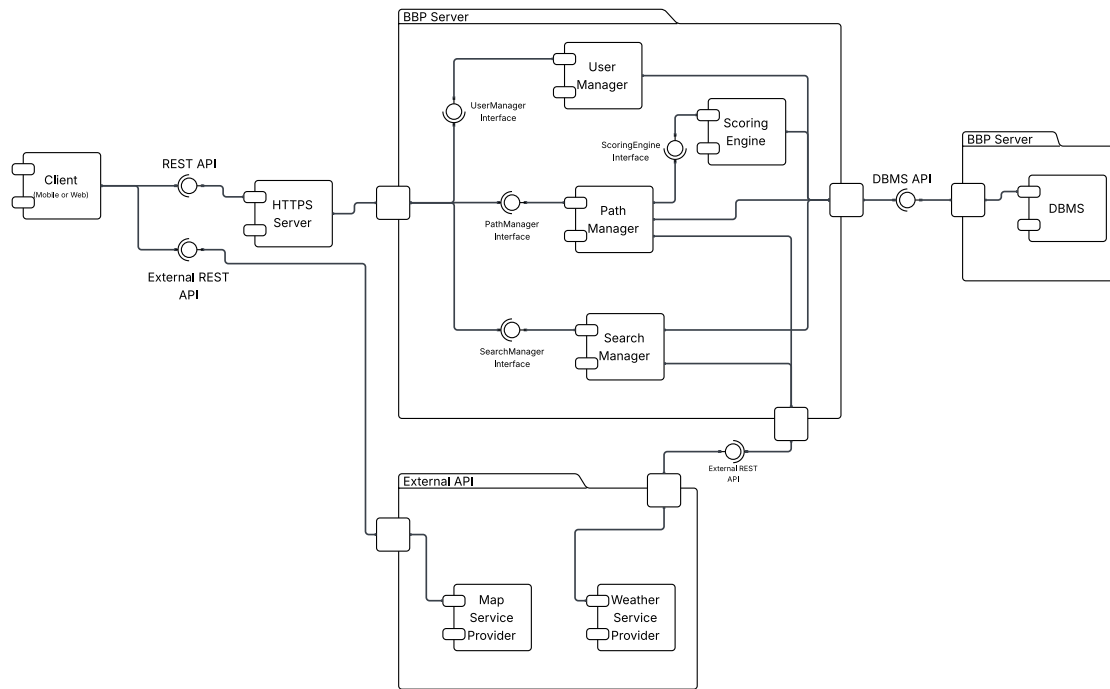 BBP Server
User
Manager
UserManager
Interface
Scoring
Engine
ScoringEngine
Interface
BBP Server
Client
(Mobile or Web)
REST API
HTTPS
Server
PathManager
Interface
Path
Manager
DBMS API
DBMS
External REST
API
SearchManager
Interface
Search
Manager
External REST
API
External API
Map
Service
Provider
Weather
Service
Provider